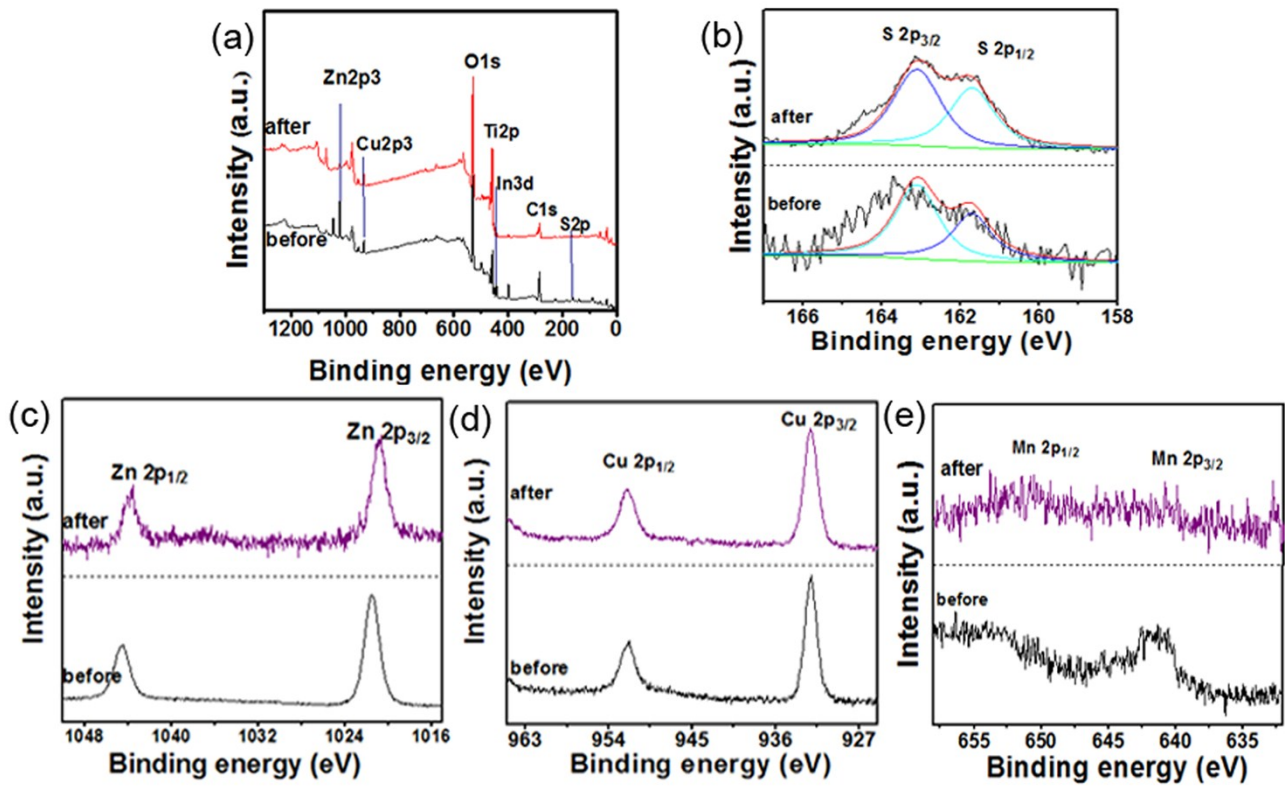 (a)
Intensity (a.u.)
Zn2p3
Cu2p3
O1s
Ti2p
In3d
C1s
S2p
after
before
1200 1000 800 600 400 200 0
Binding energy (eV)
(b)
Intensity (a.u.)
S 2p3/2
S 2p1/2
after
before
166 164 162 160 158
Binding energy (eV)
(c)
Intensity (a.u.)
Zn 2p1/2
Zn 2p3/2
after
before
1048 1040 1032 1024 1016
Binding energy (eV)
(d)
Intensity (a.u.)
Cu 2p1/2
Cu 2p3/2
after
before
963 954 945 936 927
Binding energy (eV)
(e)
Intensity (a.u.)
Mn 2p1/2
Mn 2p3/2
after
before
655 650 645 640 635
Binding energy (eV)